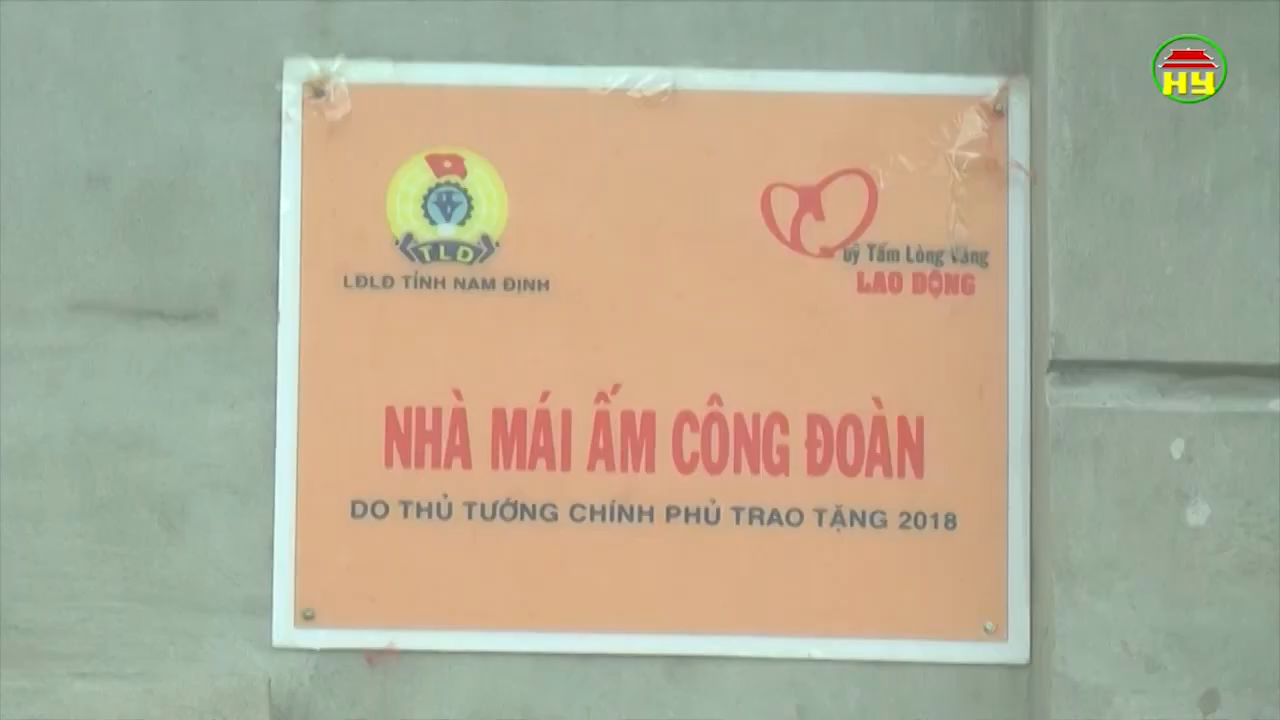 HY
TLD
LĐLĐ TỈNH NAM ĐỊNH
Tấm Lòng Vàng
LAO ĐỘNG
NHÀ MÁI ẤM CÔNG ĐOÀN
DO THỦ TƯỚNG CHÍNH PHỦ TRAO TẶNG 2018